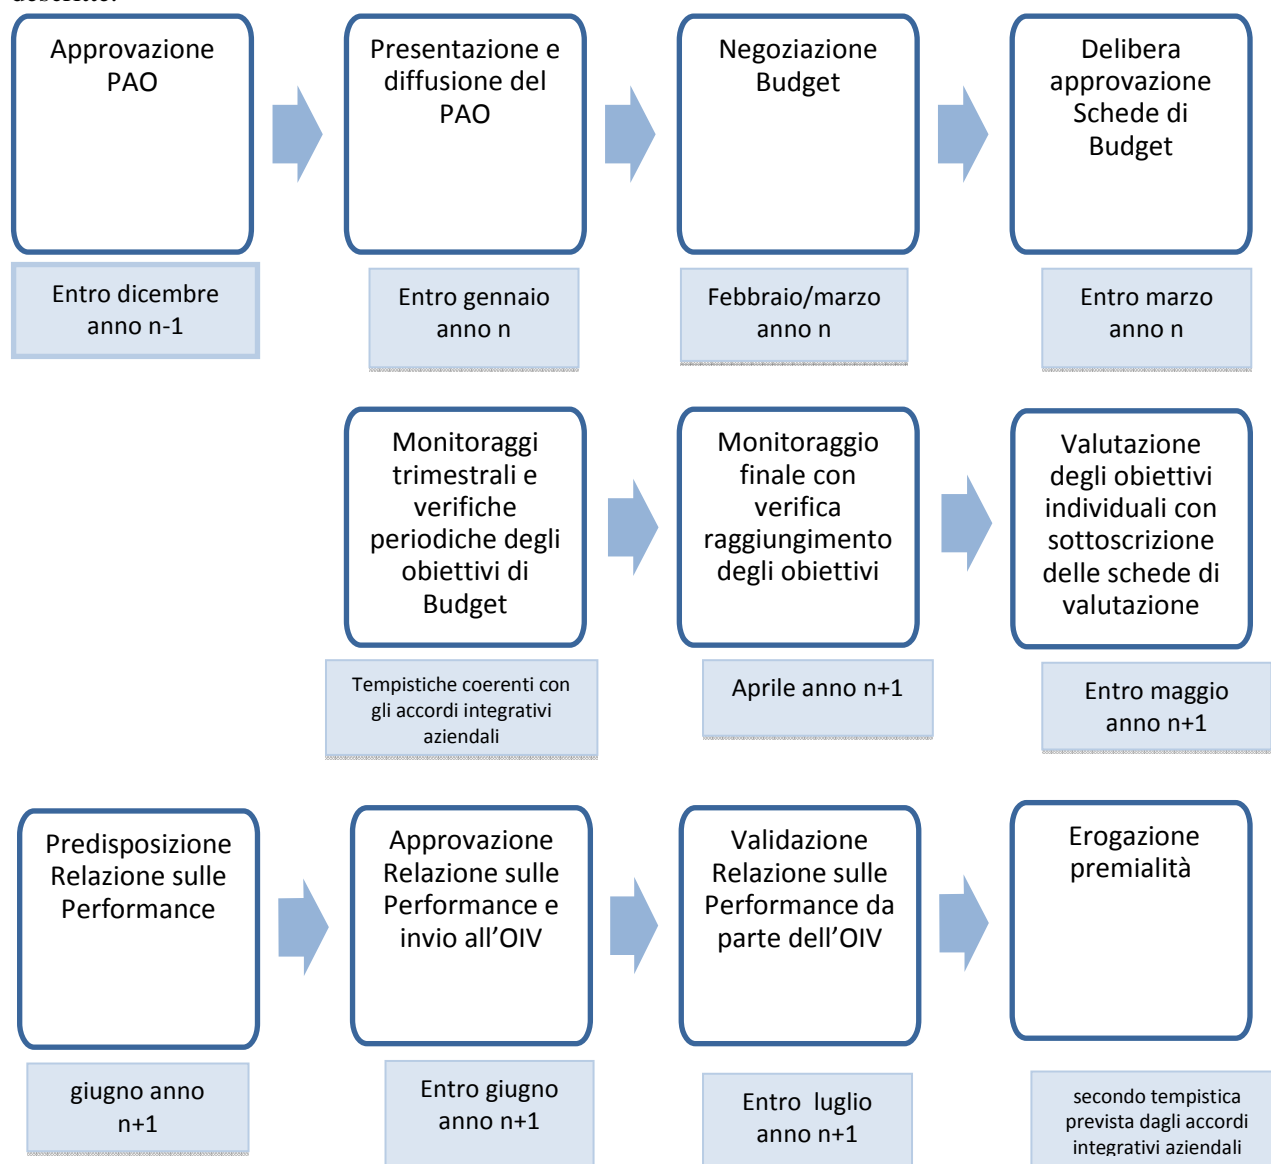 descritte.
Approvazione
PAO
Presentazione e
diffusione del
PAO
Negoziazione
Budget
Delibera
approvazione
Schede di
Budget
Entro dicembre
anno n-1
Entro gennaio
anno n
Febbraio/marzo
anno n
Entro marzo
anno n
Monitoraggi
trimestrali e
verifiche
periodiche degli
obiettivi di
Budget
Monitoraggio
finale con
verifica
raggiungimento
degli obiettivi
Valutazione
degli obiettivi
individuali con
sottoscrizione
delle schede di
valutazione
Tempistiche coerenti con
gli accordi integrativi
aziendali
Aprile anno n+1
Entro maggio
anno n+1
Predisposizione
Relazione sulle
Performance
Approvazione
Relazione sulle
Performance e
invio all’OIV
Validazione
Relazione sulle
Performance da
parte dell’OIV
Erogazione
premialità
giugno anno
n+1
Entro giugno
anno n+1
Entro luglio
anno n+1
secondo tempistica
prevista dagli accordi
integrativi aziendali